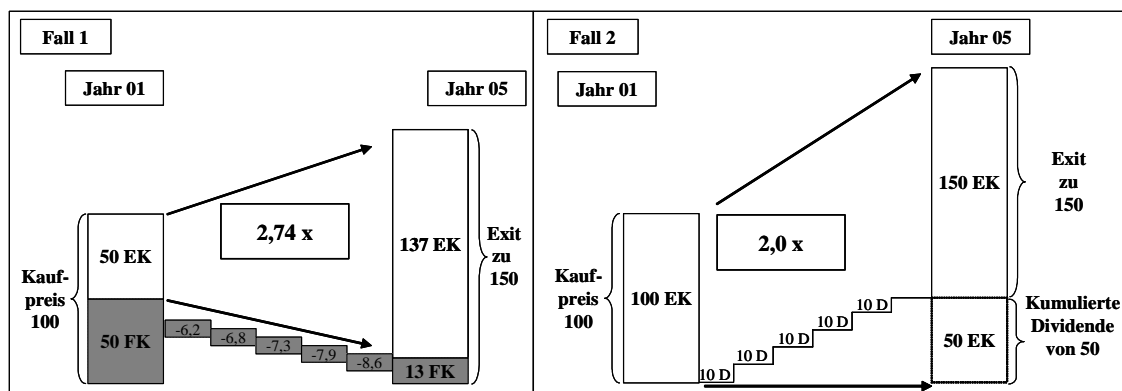 Fall 1
Jahr 01
Jahr 05
Kauf-
preis
100
50 EK
50 FK
2,74 x
-6,2
-6,8
-7,3
-7,9
-8,6
137 EK
13 FK
Exit
zu
150
Fall 2
Jahr 01
Jahr 05
Kauf-
preis
100
100 EK
2,0 x
10 D
10 D
10 D
10 D
10 D
150 EK
50 EK
Exit
zu
150
Kumulierte
Dividende
von 50